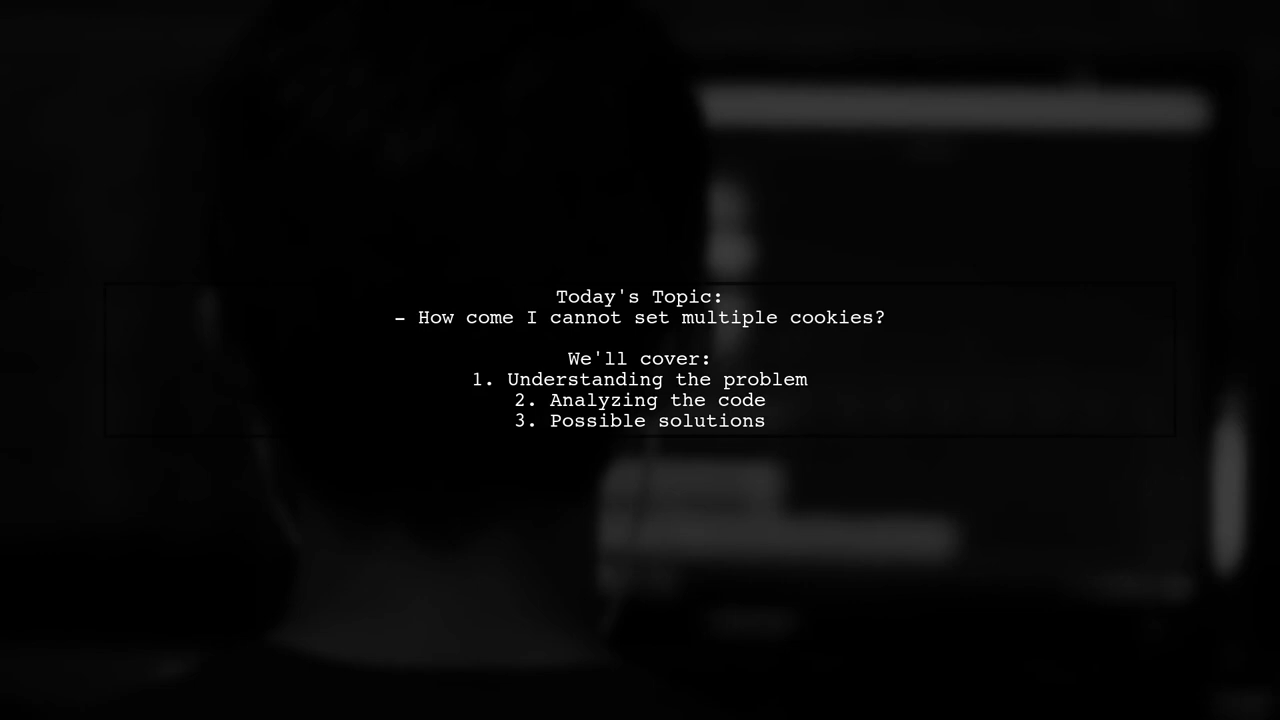 Today's Topic:
- How come I cannot set multiple cookies?
We'll cover:
1. Understanding the problem
2. Analyzing the code
3. Possible solutions